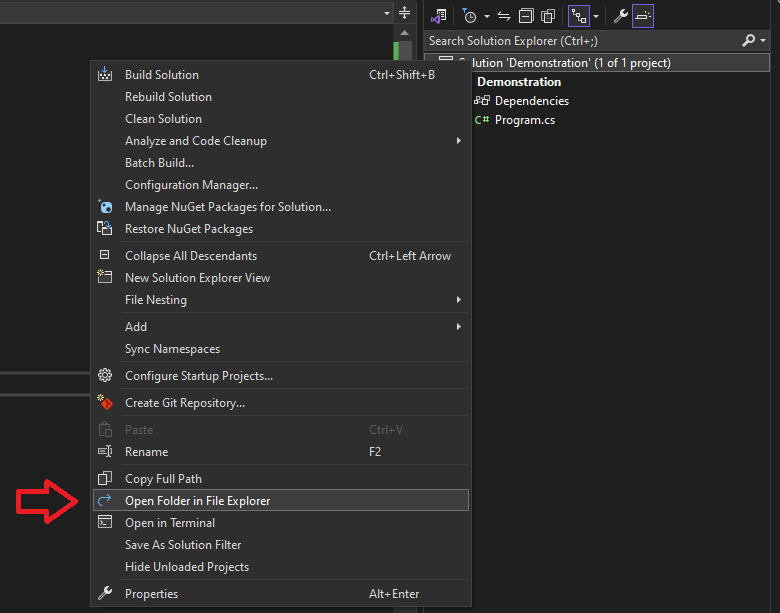 Search Solution Explorer (Ctrl+;)
Solution 'Demonstration' (1 of 1 project)
Demonstration
Dependencies
C# Program.cs
Build Solution Ctrl+Shift+B
Rebuild Solution
Clean Solution
Analyze and Code Cleanup
Batch Build...
Configuration Manager...
Manage NuGet Packages for Solution...
Restore NuGet Packages
Collapse All Descendants Ctrl+Left Arrow
New Solution Explorer View
File Nesting
Add
Sync Namespaces
Configure Startup Projects...
Create Git Repository...
Paste Ctrl+V
Rename F2
Copy Full Path
Open Folder in File Explorer
Open in Terminal
Save As Solution Filter
Hide Unloaded Projects
Properties Alt+Enter